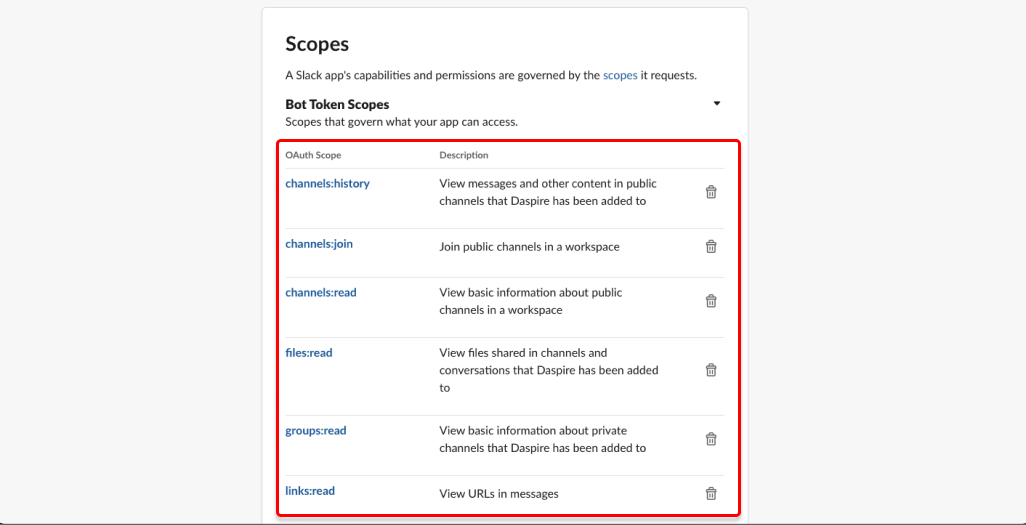 Scopes
A Slack app's capabilities and permissions are governed by the scopes it requests.
Bot Token Scopes
Scopes that govern what your app can access.
OAuth Scope Description
channels:history View messages and other content in public
channels that Daspire has been added to
channels:join Join public channels in a workspace
channels:read View basic information about public
channels in a workspace
files:read View files shared in channels and
conversations that Daspire has been added
to
groups:read View basic information about private
channels that Daspire has been added to
links:read View URLs in messages